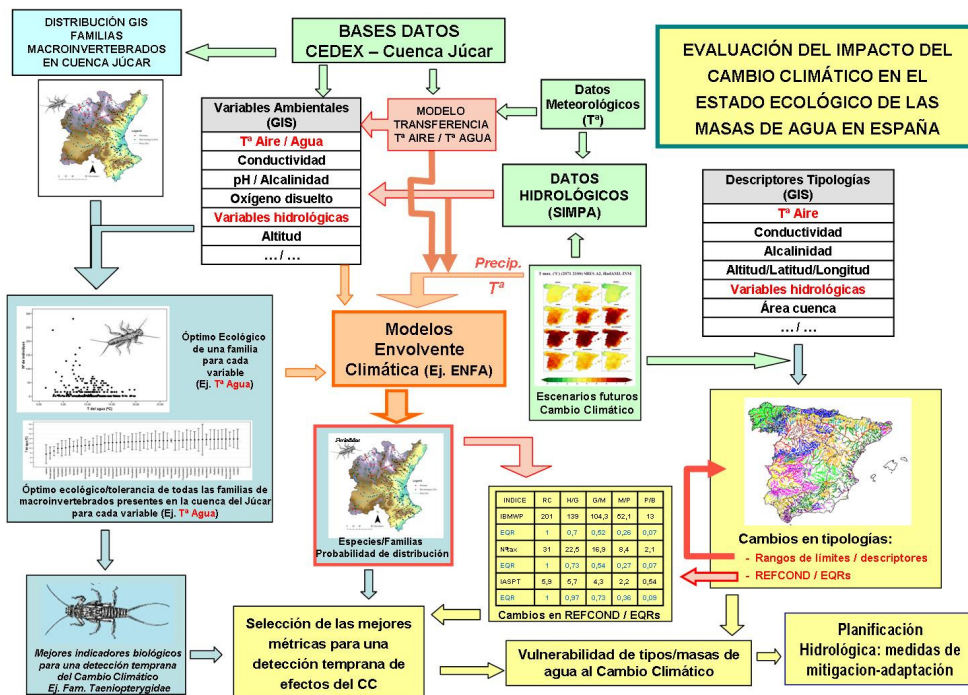 DISTRIBUCIÓN GIS
FAMILIAS
MACROINVERTEBRADOS
EN CUENCA JÚCAR
BASES DATOS
CEDEX – Cuenca Júcar
EVALUACIÓN DEL IMPACTO DEL
CAMBIO CLIMÁTICO EN EL
ESTADO ECOLÓGICO DE LAS
MASAS DE AGUA EN ESPAÑA
Variables Ambientales
(GIS)
Tª Aire / Agua
Conductividad
pH / Alcalinidad
Oxígeno disuelto
Variables hidrológicas
Altitud
… / …
MODELO
TRANSFERENCIA
Tª AIRE / Tª AGUA
Datos
Meteorológicos
(Tª)
DATOS
HIDROLÓGICOS
(SIMPA)
Descriptores Tipologías
(GIS)
Tª Aire
Conductividad
Alcalinidad
Altitud/Latitud/Longitud
Variables hidrológicas
Área cuenca
… / …
Precip.
Tª
Modelos
Envolvente
Climática (Ej. ENFA)
Escenarios futuros
Cambio Climático
Óptimo Ecológico
de una familia
para cada
variable
(Ej. Tª Agua)
T del agua (ºC)
Óptimo ecológico/tolerancia de todas las familias de
macroinvertebrados presentes en la cuenca del Júcar
para cada variable (Ej. Tª Agua)
Perlodidae
Especies/Familias
Probabilidad de distribución
INDICE RC H/G G/M M/P P/B
IBMWP 201 139 104,3 52,1 13
EQR 1 0,7 0,52 0,26 0,07
Nºtax 31 22,5 16,9 8,4 2,1
EQR 1 0,73 0,54 0,27 0,07
IASPT 5,9 5,7 4,3 2,2 0,54
EQR 1 0,97 0,73 0,36 0,09
Cambios en REFCOND / EQRs
Cambios en tipologías:
- Rangos de límites / descriptores
- REFCOND / EQRs
Mejores indicadores biológicos
para una detección temprana
del Cambio Climático
Ej. Fam. Taeniopterygidae
Selección de las mejores
métricas para una
detección temprana de
efectos del CC
Vulnerabilidad de tipos/masas de
agua al Cambio Climático
Planificación
Hidrológica: medidas de
mitigacion-adaptación